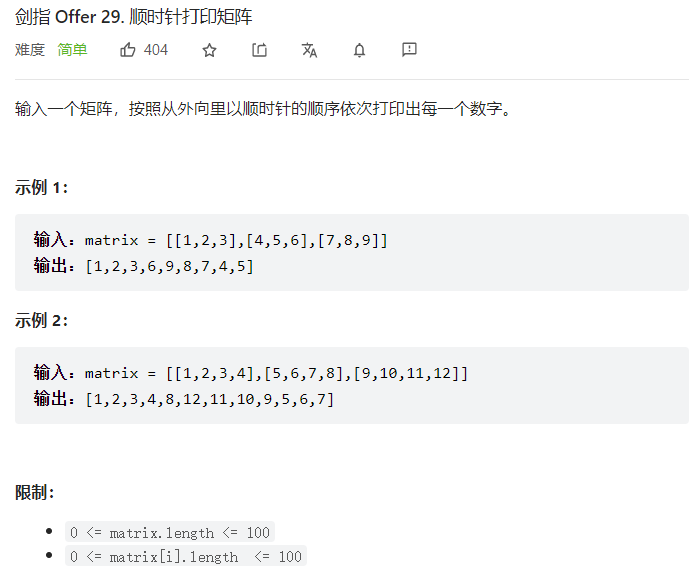 剑指 Offer 29. 顺时针打印矩阵
难度 简单 404
输入一个矩阵，按照从外向里以顺时针的顺序依次打印出每一个数字。
示例 1：
输入：matrix = [[1,2,3],[4,5,6],[7,8,9]]
输出：[1,2,3,6,9,8,7,4,5]
示例 2：
输入：matrix = [[1,2,3,4],[5,6,7,8],[9,10,11,12]]
输出：[1,2,3,4,8,12,11,10,9,5,6,7]
限制：
0 <= matrix.length <= 100
0 <= matrix[i].length <= 100